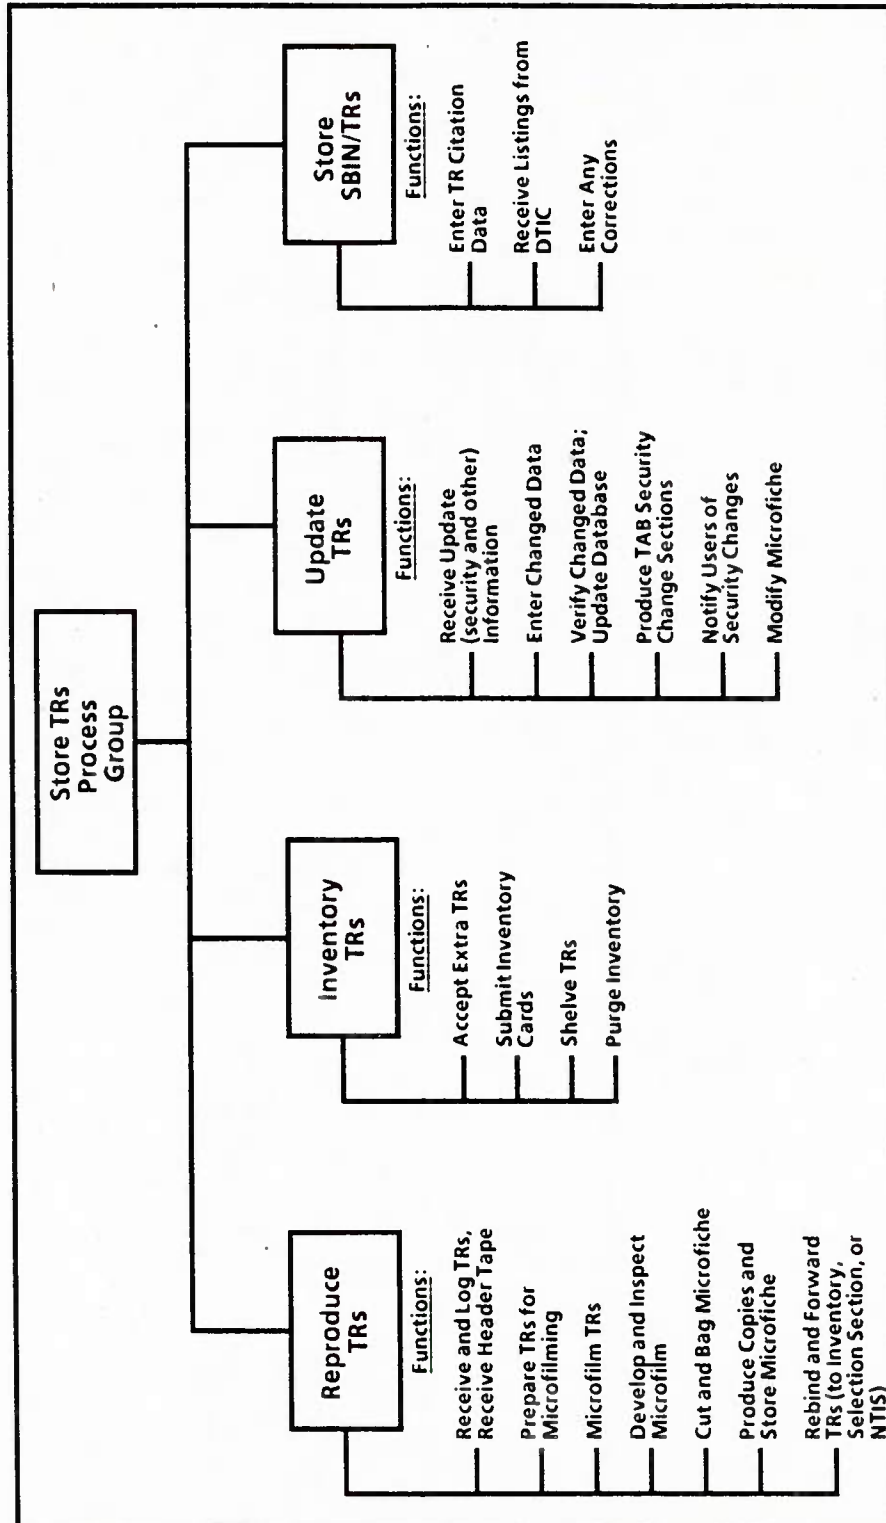 Store TRs
Process
Group
Reproduce
TRs
Functions:
Receive and Log TRs,
Receive Header Tape
Prepare TRs for
Microfilming
Microfilm TRs
Develop and Inspect
Microfilm
Cut and Bag Microfiche
Produce Copies and
Store Microfiche
Rebind and Forward
TRs (to Inventory,
Selection Section, or
NTIS)
Inventory
TRs
Functions:
Accept Extra TRs
Submit Inventory
Cards
Shelve TRs
Purge Inventory
Update
TRs
Functions:
Receive Update
(security and other)
Information
Enter Changed Data
Verify Changed Data;
Update Database
Produce TAB Security
Change Sections
Notify Users of
Security Changes
Modify Microfiche
Store
SBIN/TRs
Functions:
Enter TR Citation
Data
Receive Listings from
DTIC
Enter Any
Corrections